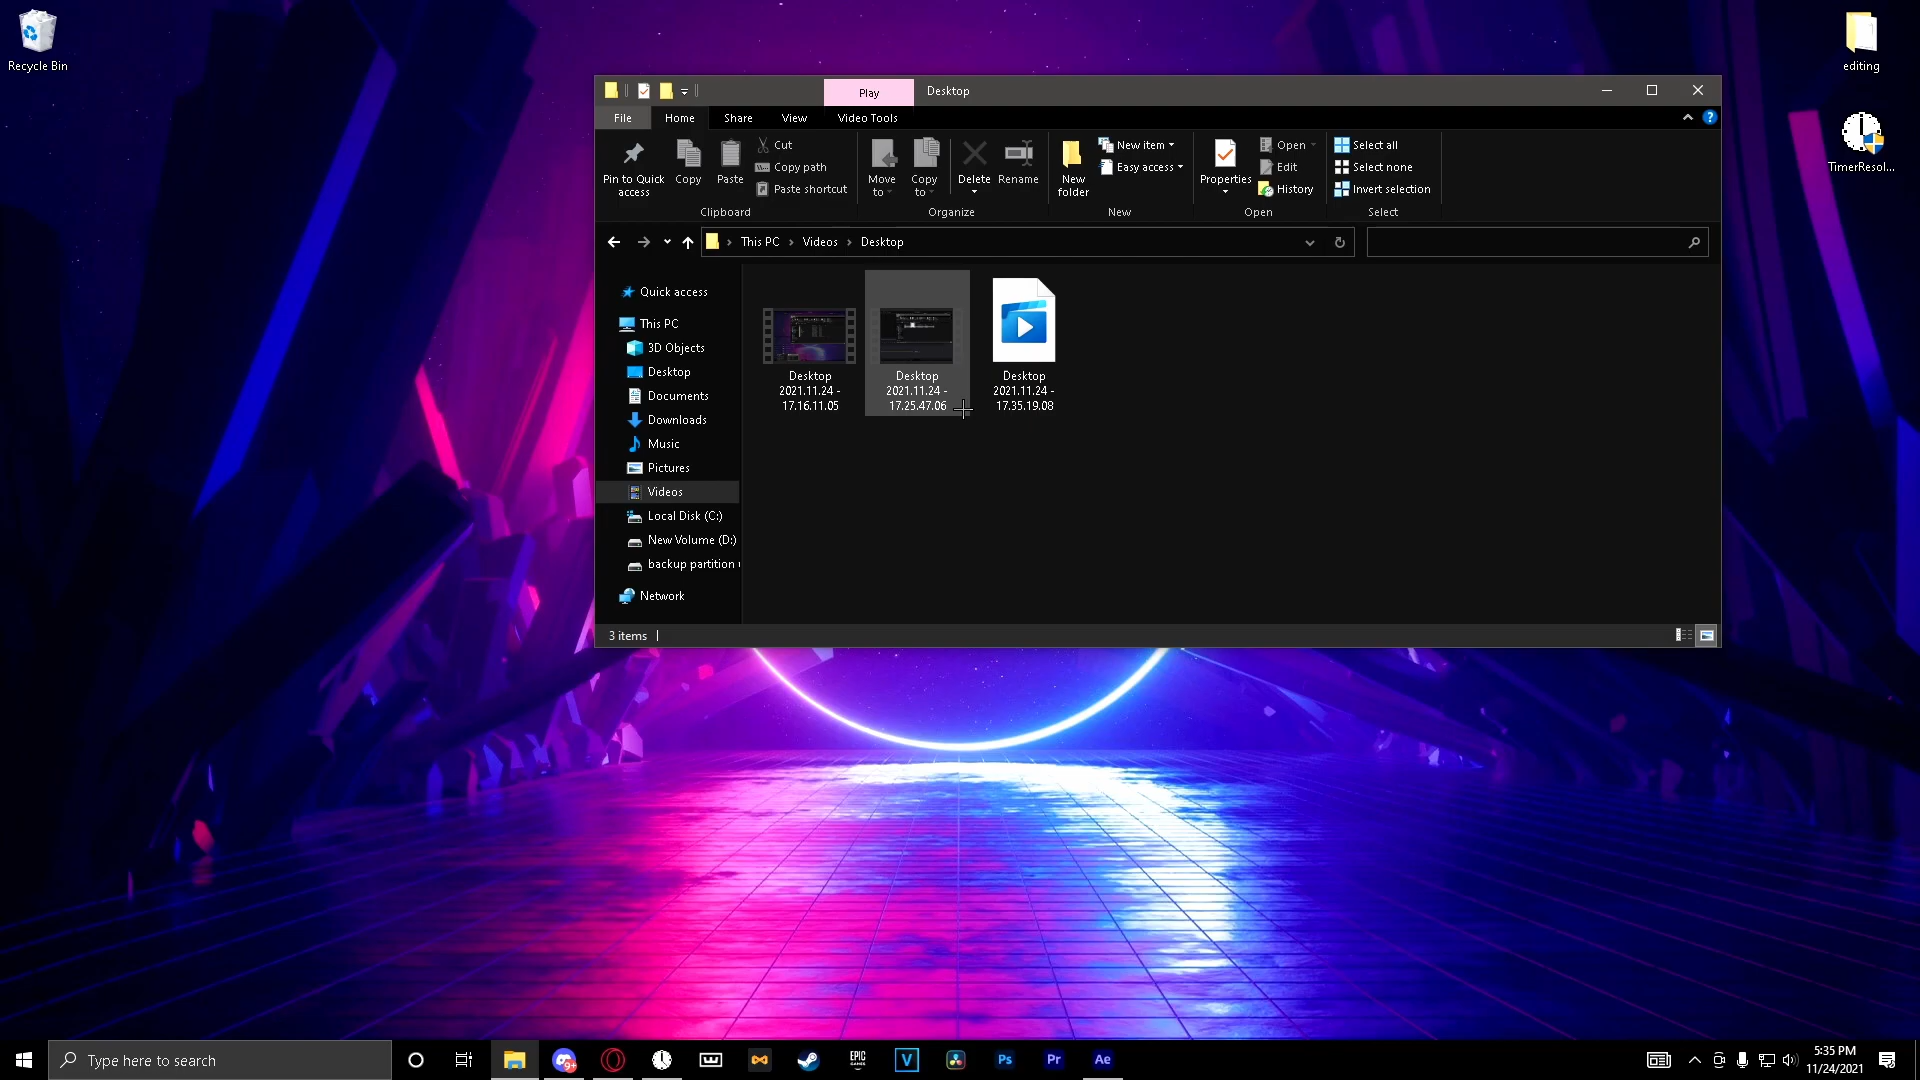 Recycle Bin
editing
TimerResol...
Play
Desktop
File
Home
Share
View
Video Tools
Pin to Quick access
Copy
Paste
Cut
Copy path
Paste shortcut
Clipboard
Move to
Copy to
Delete
Rename
Organize
New folder
New item
Easy access
New
Properties
Open
Edit
History
Open
Select all
Select none
Invert selection
Select
This PC
Videos
Desktop
Quick access
This PC
3D Objects
Desktop
Documents
Downloads
Music
Pictures
Videos
Local Disk (C:)
New Volume (D:)
backup partition
Network
Desktop
2021.11.24 -
17.16.11.05
Desktop
2021.11.24 -
17.25.47.06
Desktop
2021.11.24 -
17.35.19.08
3 items
Type here to search
9+
EPIC
GAMES
V
Ps
Pr
Ae
5:35 PM
11/24/2021